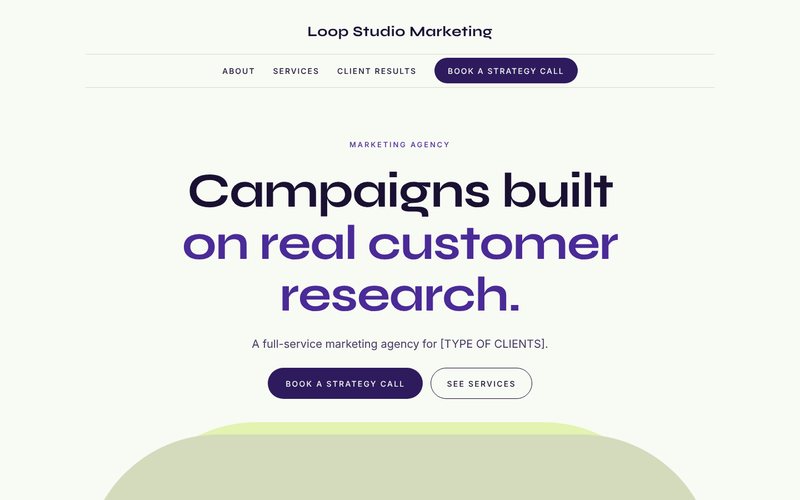 Loop Studio Marketing
ABOUT SERVICES CLIENT RESULTS BOOK A STRATEGY CALL
MARKETING AGENCY
Campaigns built
on real customer
research.
A full-service marketing agency for [TYPE OF CLIENTS].
BOOK A STRATEGY CALL SEE SERVICES